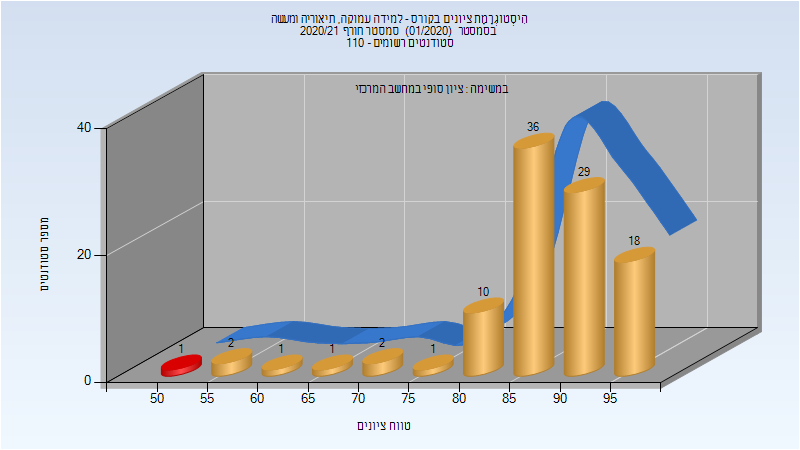 היסטוגרמת ציונים בקורס - למידה עמוקה, תיאוריה ומעשה
בסמסטר (01/2020) סמסטר חורף 2020/21
סטודנטים רשומים - 110
במשימה : ציון סופי במחשב המרכזי
מספר סטודנטים
40
20
0
1
2
1
1
2
1
10
36
29
18
50 55 60 65 70 75 80 85 90 95
טווח ציונים